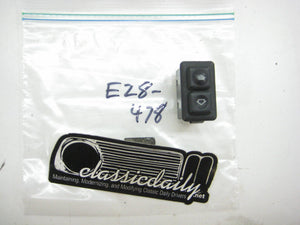 E28-
478
classicdaily.net
Maintaining, Modernizing, and Modifying Classic Daily Drivers